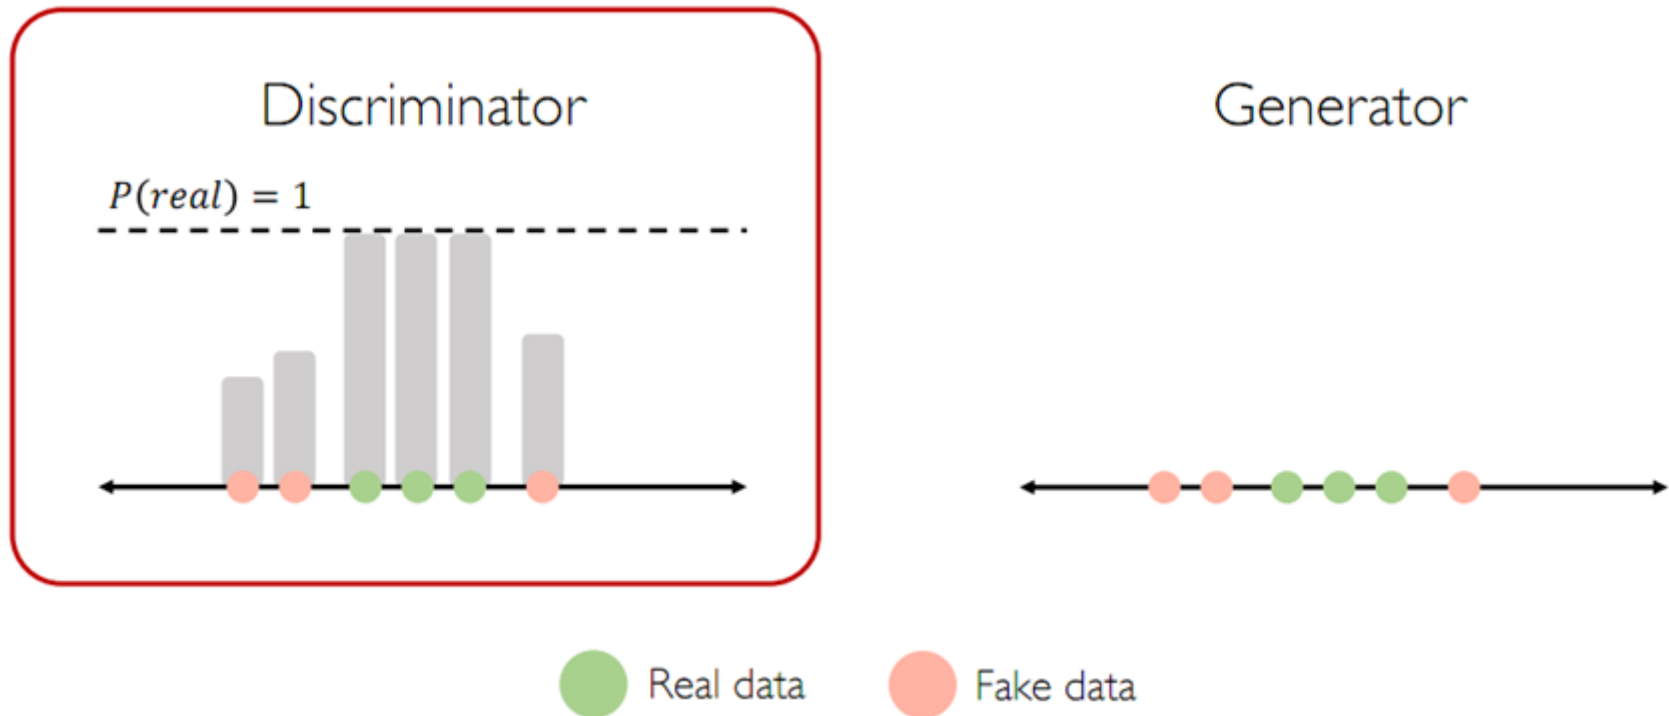 Discriminator
Generator
P(real) = 1
Real data
Fake data